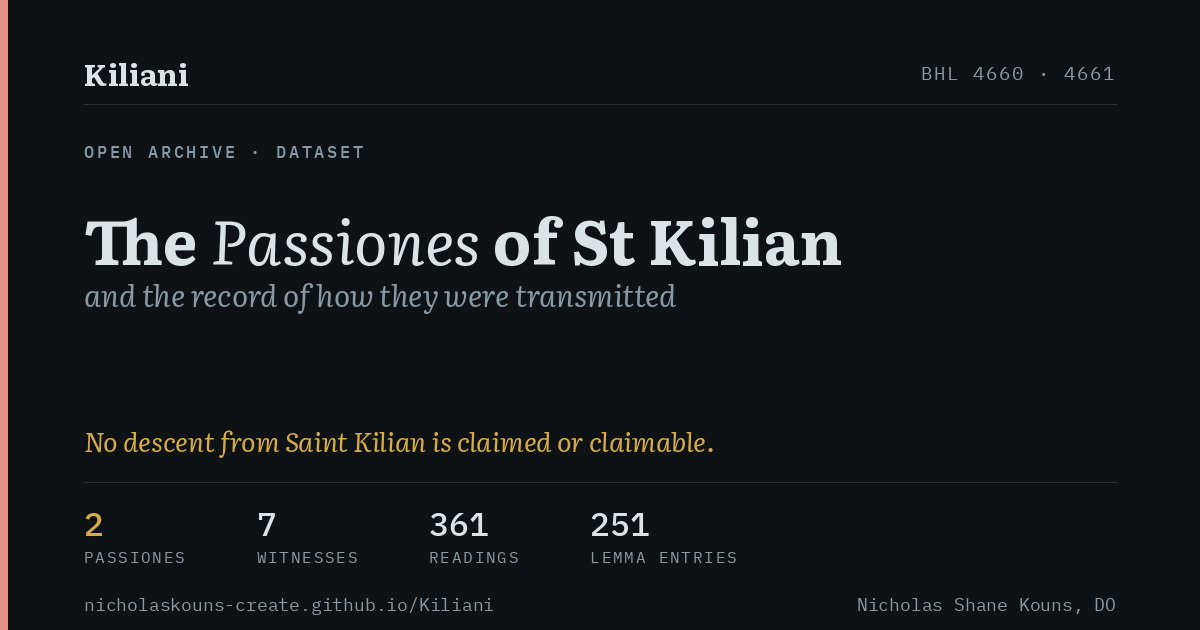 Kiliani
BHL 4660 · 4661
OPEN ARCHIVE · DATASET
The Passiones of St Kilian
and the record of how they were transmitted
No descent from Saint Kilian is claimed or claimable.
2 7 361 251
PASSIONES WITNESSES READINGS LEMMA ENTRIES
nicholaskouns-create.github.io/Kiliani
Nicholas Shane Kouns, DO